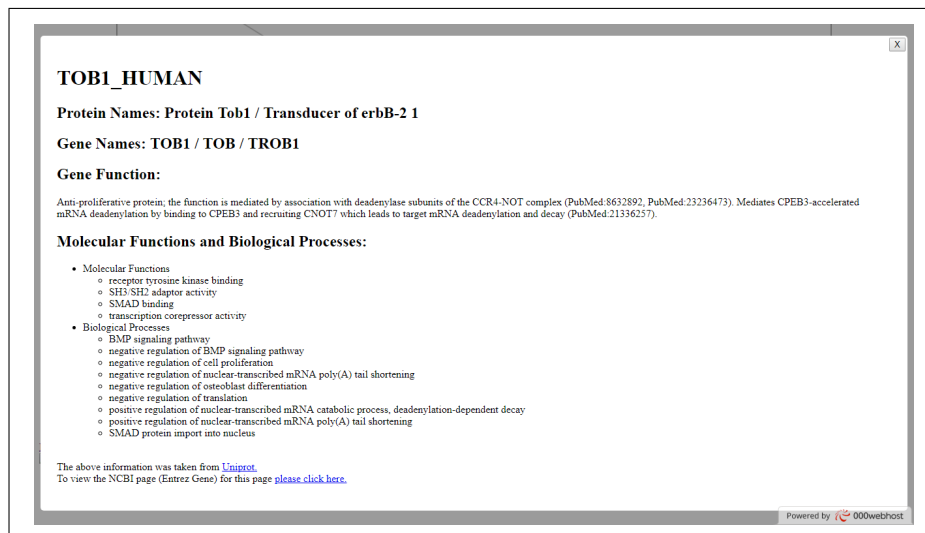 X
TOB1_HUMAN
Protein Names: Protein Tob1 / Transducer of erbB-2 1
Gene Names: TOB1 / TOB / TROB1
Gene Function:
Anti-proliferative protein; the function is mediated by association with deadenylase subunits of the CCR4-NOT complex (PubMed:8632892, PubMed:23236473). Mediates CPEB3-accelerated
mRNA deadenylation by binding to CPEB3 and recruiting CNOT7 which leads to target mRNA deadenylation and decay (PubMed:21336257).
Molecular Functions and Biological Processes:
• Molecular Functions
◦ receptor tyrosine kinase binding
◦ SH3/SH2 adaptor activity
◦ SMAD binding
◦ transcription corepressor activity
• Biological Processes
◦ BMP signaling pathway
◦ negative regulation of BMP signaling pathway
◦ negative regulation of cell proliferation
◦ negative regulation of nuclear-transcribed mRNA poly(A) tail shortening
◦ negative regulation of osteoblast differentiation
◦ negative regulation of translation
◦ positive regulation of nuclear-transcribed mRNA catabolic process, deadenylation-dependent decay
◦ positive regulation of nuclear-transcribed mRNA poly(A) tail shortening
◦ SMAD protein import into nucleus
The above information was taken from Uniprot.
To view the NCBI page (Entrez Gene) for this page please click here.
Powered by 000webhost